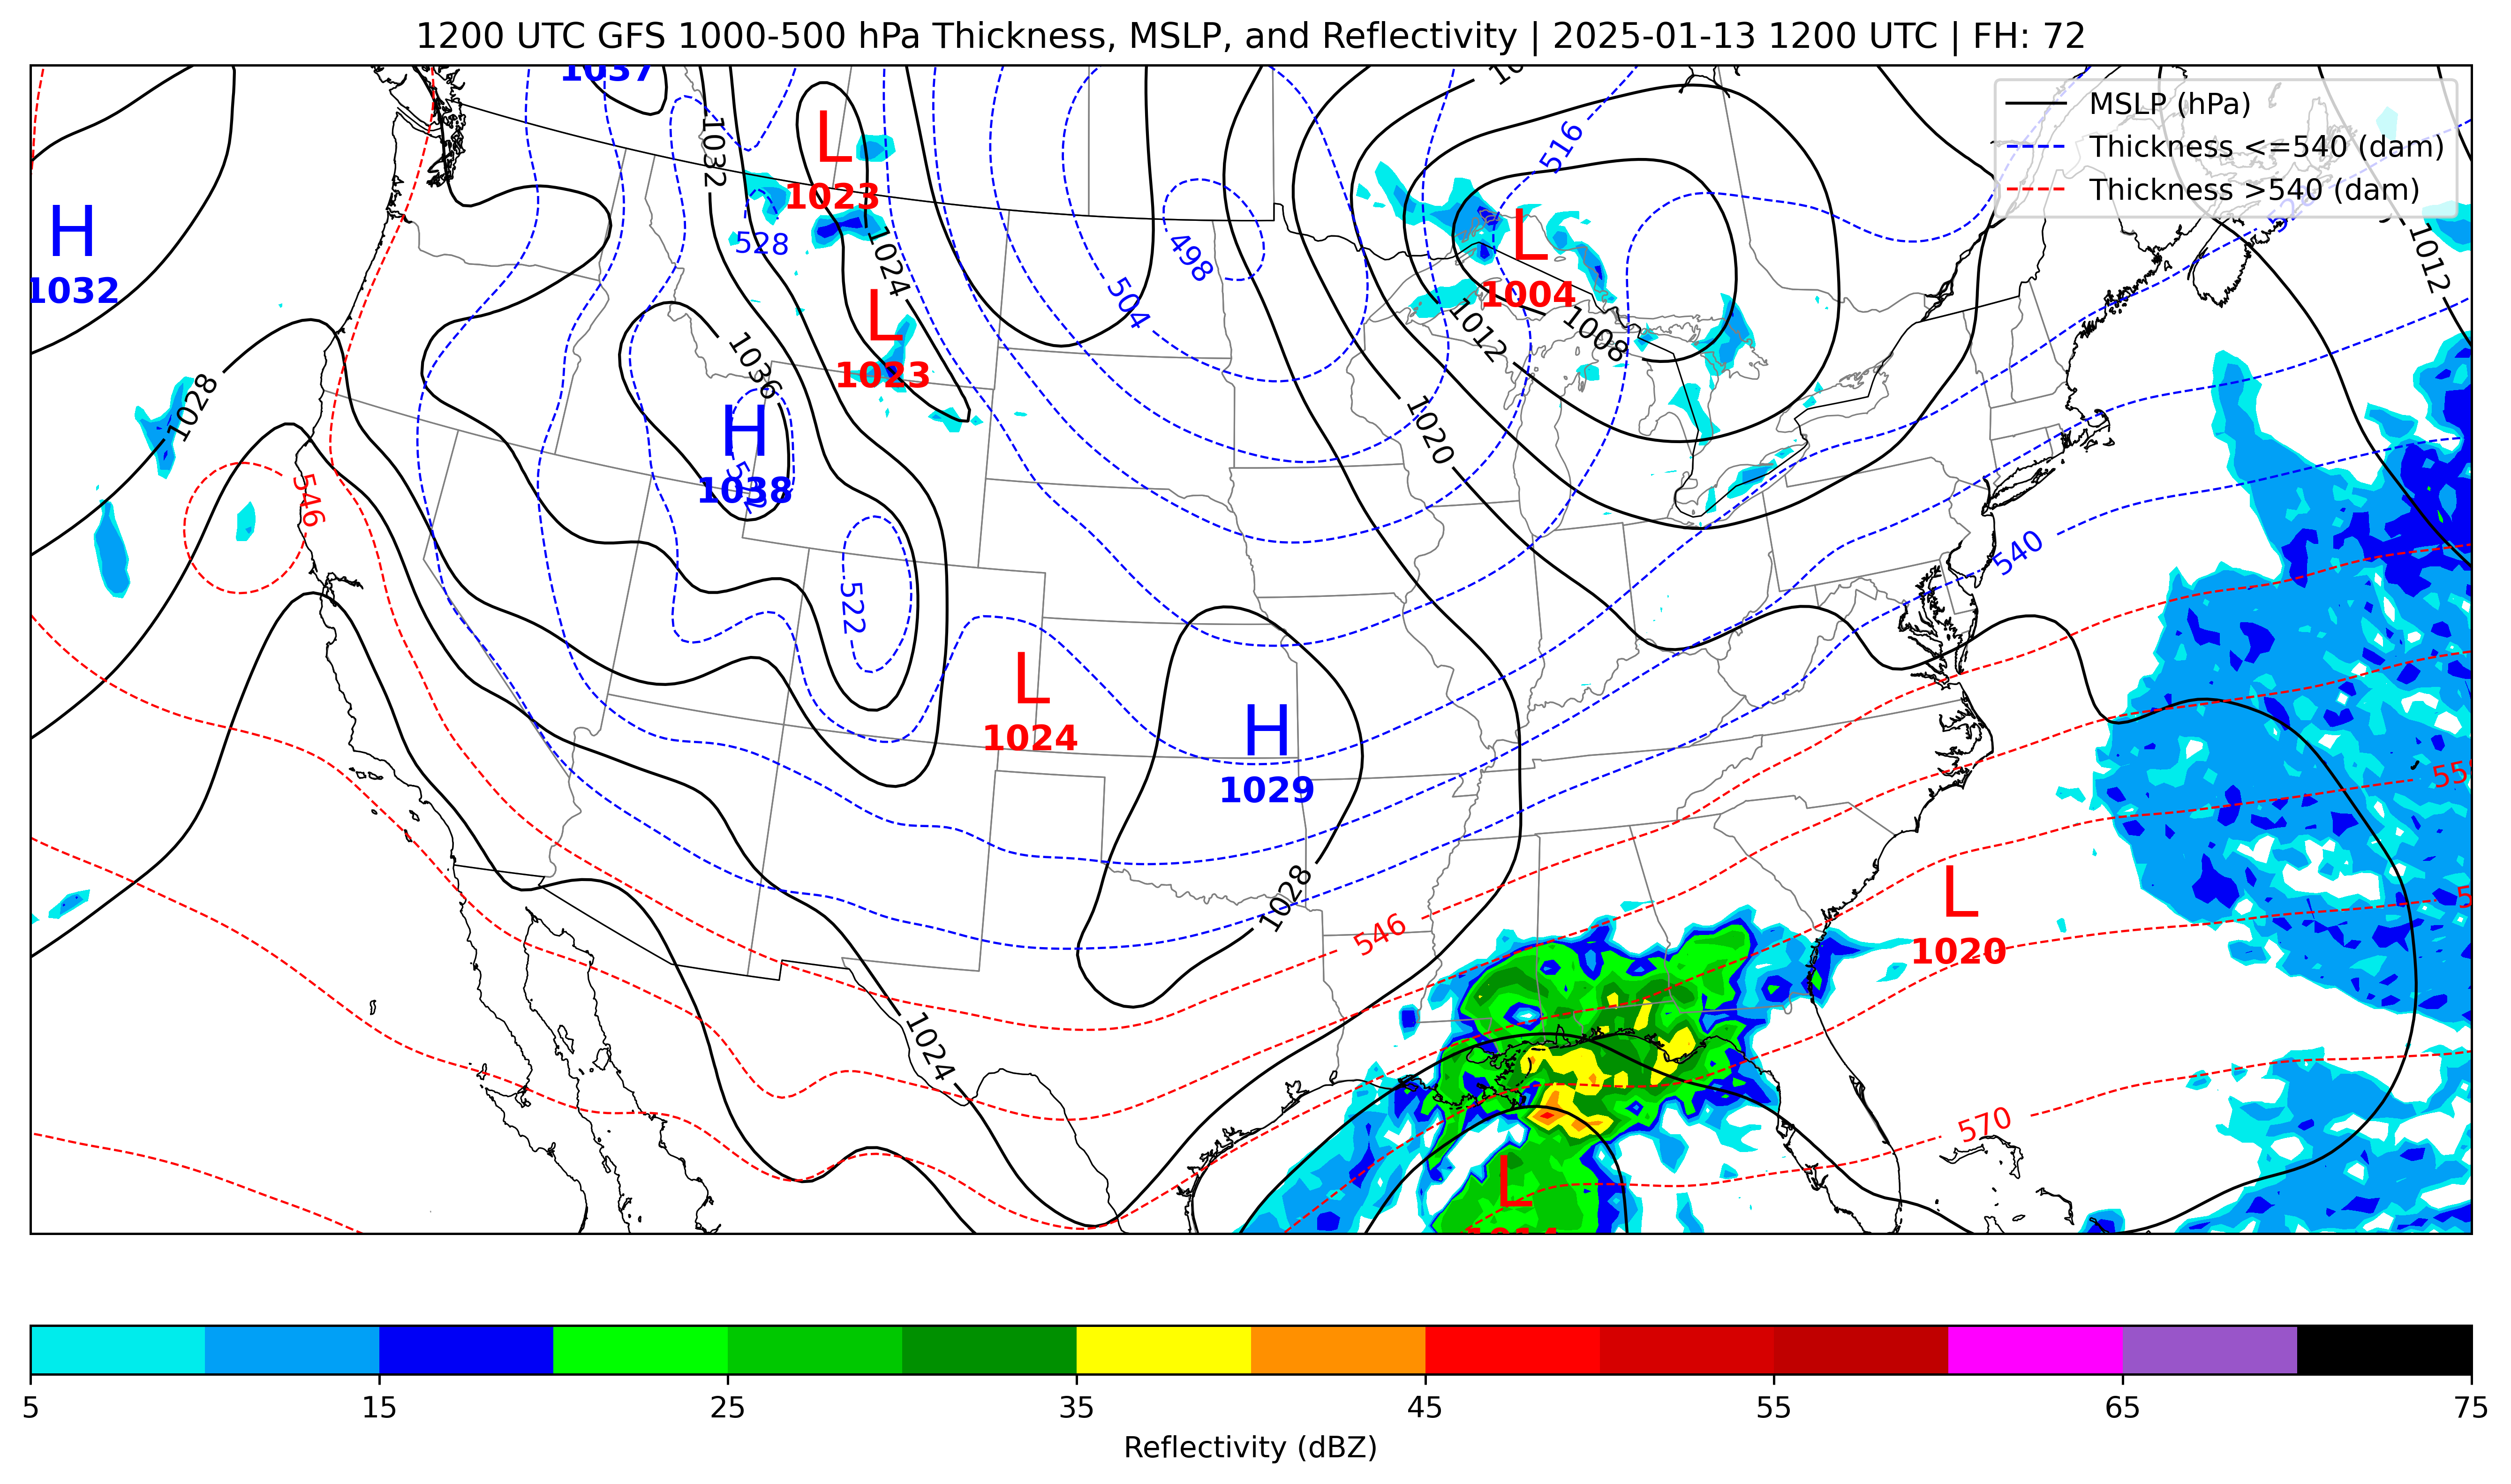 1200 UTC GFS 1000-500 hPa Thickness, MSLP, and Reflectivity | 2025-01-13 1200 UTC | FH: 72
1037
MSLP (hPa)
Thickness <=540 (dam)
Thickness >540 (dam)
L
1023
1032
516
H
1032
528
1024
498
L
1004
1012
504
L
1023
1012
1008
1036
1028
1020
H
1038
522
546
540
522
L
1024
H
1029
1028
546
L
1020
1024
570
L
5
15
25
35
45
55
65
75
Reflectivity (dBZ)